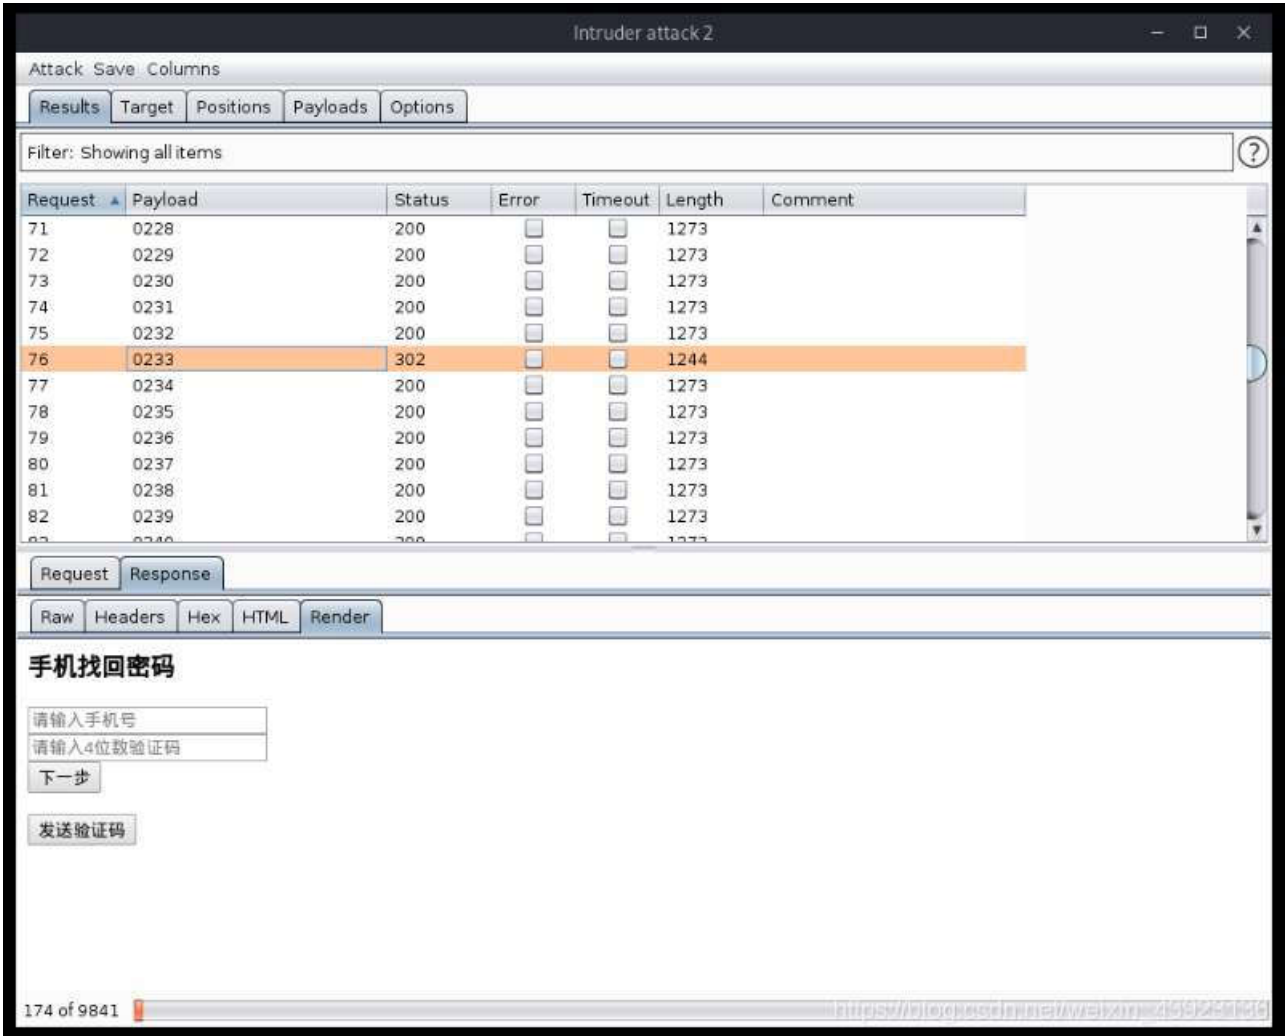 Intruder attack 2
Attack Save Columns
Results Target Positions Payloads Options
Filter: Showing all items
?
Request Payload Status Error Timeout Length Comment
71 0228 200 1273
72 0229 200 1273
73 0230 200 1273
74 0231 200 1273
75 0232 200 1273
76 0233 302 1244
77 0234 200 1273
78 0235 200 1273
79 0236 200 1273
80 0237 200 1273
81 0238 200 1273
82 0239 200 1273
Request Response
Raw Headers Hex HTML Render
手机找回密码
请输入手机号
请输入4位数验证码
下一步
发送验证码
174 of 9841